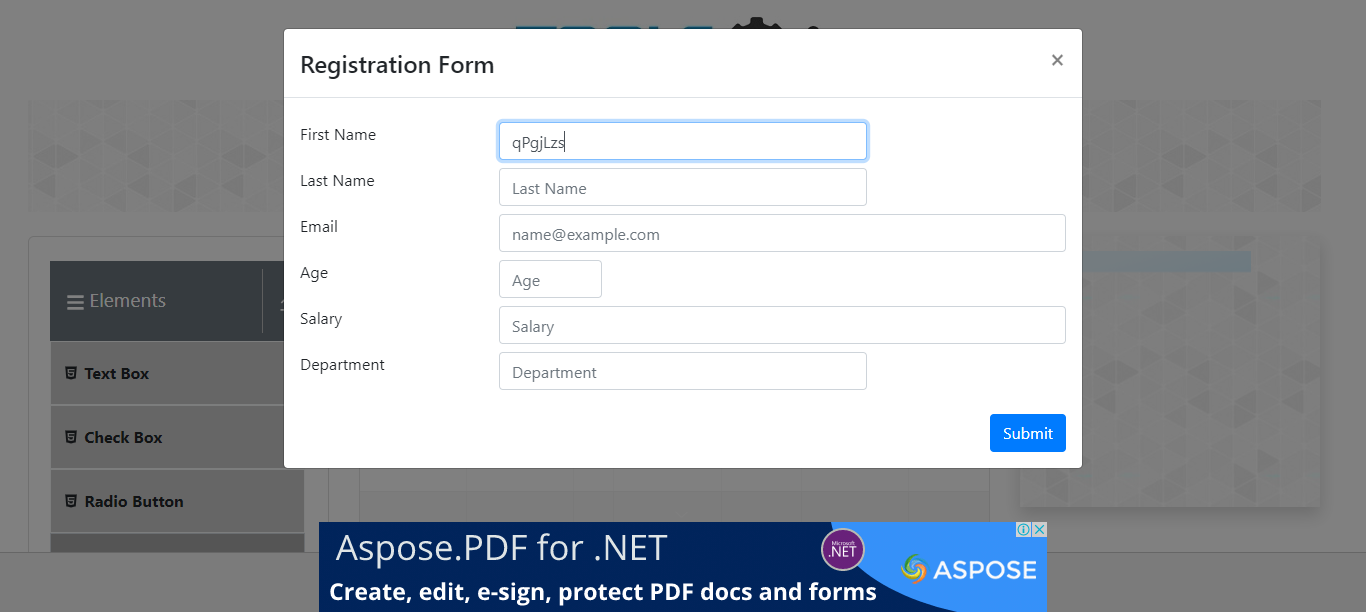 Registration Form
×
First Name
qPgjLzs
Last Name
Last Name
Email
name@example.com
Age
Age
Salary
Salary
Department
Department
Submit
Elements
Text Box
Check Box
Radio Button
Aspose.PDF for .NET
Create, edit, e-sign, protect PDF docs and forms
Microsoft
.NET
ASPOSE